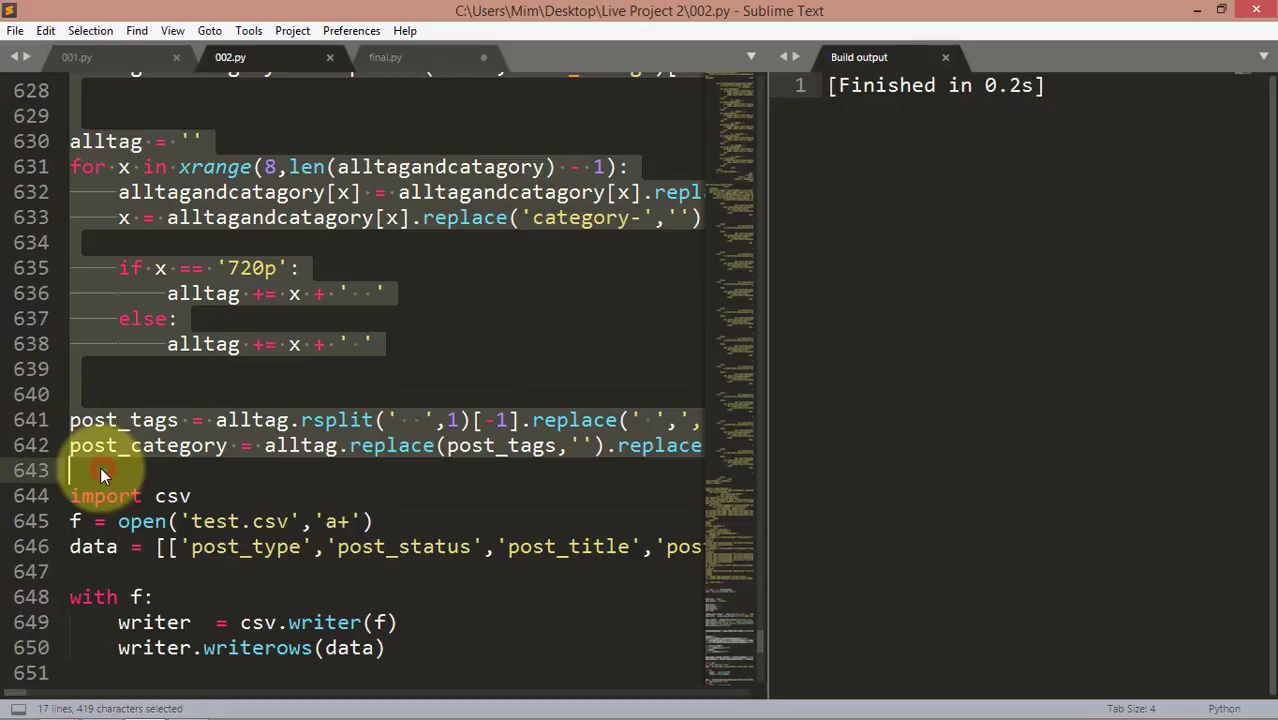 C:\Users\Mim\Desktop\Live Project 2\002.py - Sublime Text
File Edit Selection Find View Goto Tools Project Preferences Help
001.py 002.py final.py Build output
1 [Finished in 0.2s]
628
629
630 alltag = ''
631 for x in xrange(8,len(alltagandcatagory) - 1):
632 alltagandcatagory[x] = alltagandcatagory[x].repl
633 x = alltagandcatagory[x].replace('category-','')
634
635 if x == '720p':
636 alltag += x + '  '
637 else:
638 alltag += x + ' '
639
640
641 post_tags = alltag.rsplit('  ',1)[-1].replace(' ',',
642 post_category = alltag.replace(post_tags,'').replace
643
644 import csv
645 f = open('test.csv','a+')
646 data = [['post_type','post_status','post_title','pos
647
648 with f:
649 writer  = csv.writer(f)
650 writer.writerows(data)
651
17 lines, 419 characters selected Tab Size: 4 Python